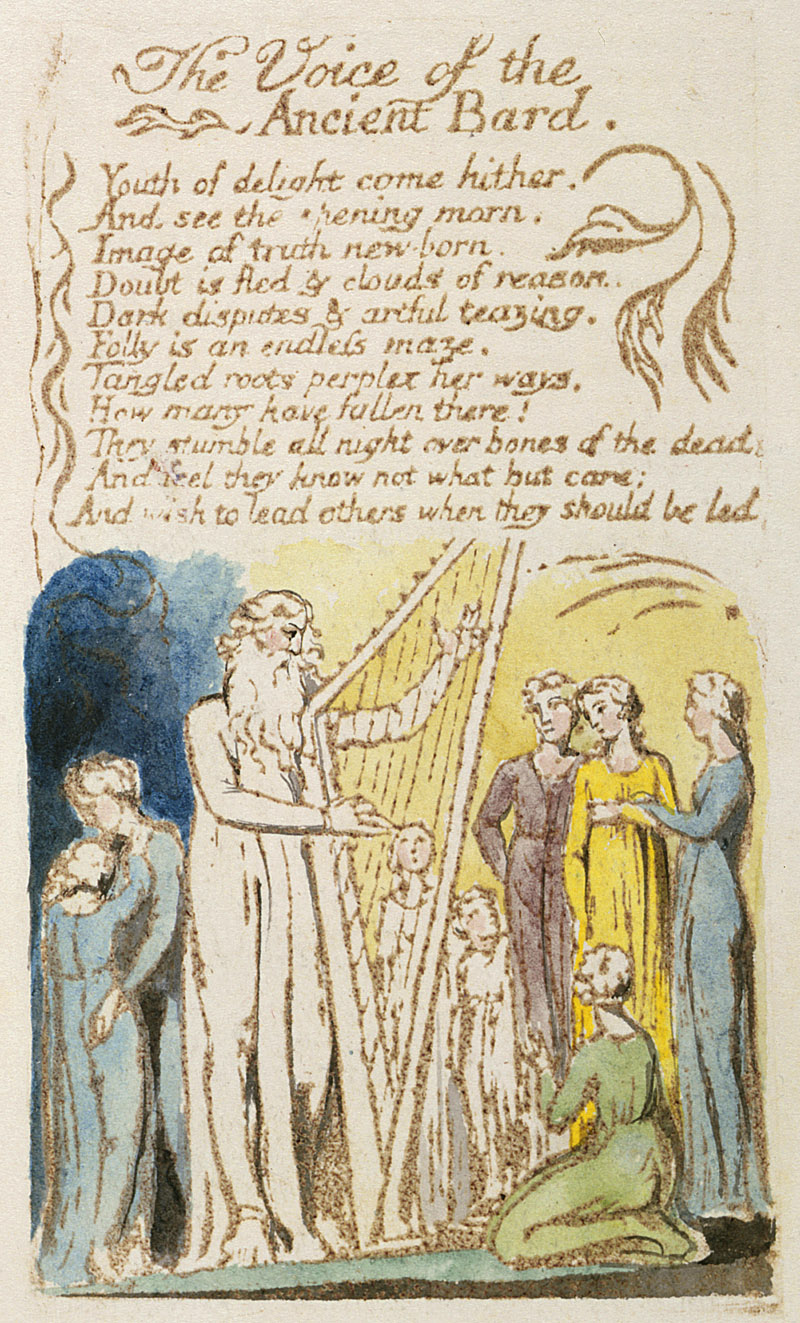 The Voice of the
Ancient Bard.
Youth of delight come hither.
And see the opening morn.
Image of truth new-born.
Doubt is fled & clouds of reason.
Dark disputes & artful teazing.
Folly is an endleſs maze.
Tangled roots perplex her ways.
How many have fallen there!
They stumble all night over bones of the dead;
And feel they know not what but care;
And wish to lead others when they should be led